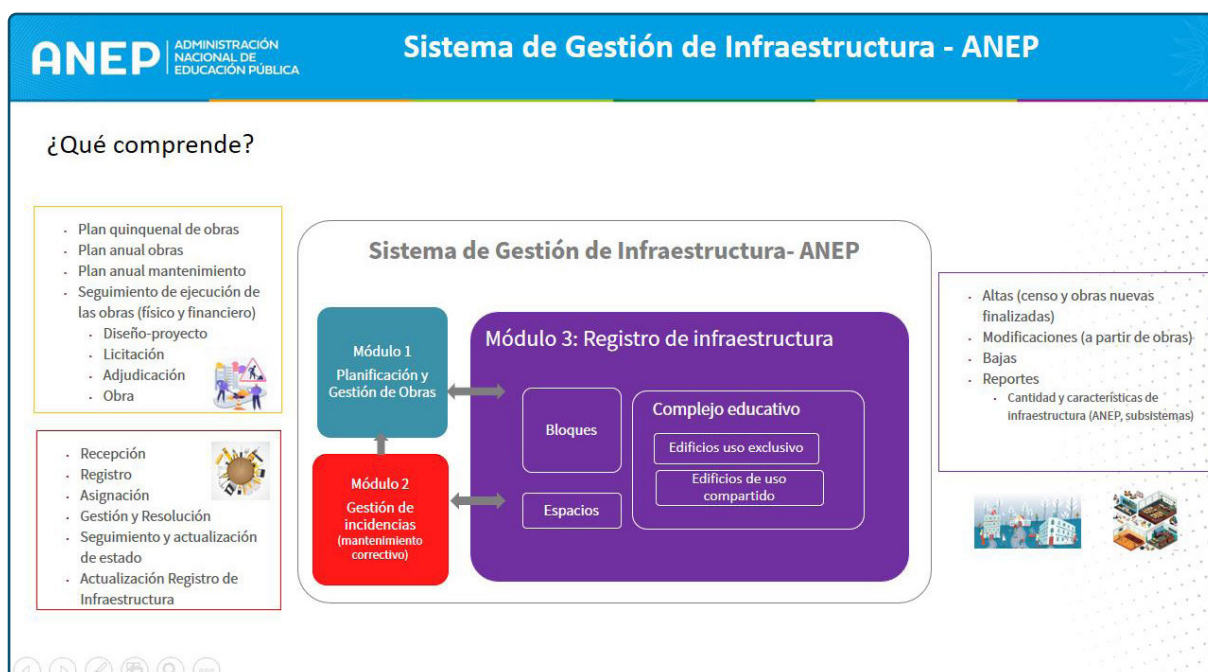 ANEP
ADMINISTRACIÓN
NACIONAL DE
EDUCACIÓN PÚBLICA
Sistema de Gestión de Infraestructura - ANEP
¿Qué comprende?
· Plan quinquenal de obras
· Plan anual obras
· Plan anual mantenimiento
· Seguimiento de ejecución de
las obras (físico y financiero)
· Diseño-proyecto
· Licitación
· Adjudicación
· Obra
· Recepción
· Registro
· Asignación
· Gestión y Resolución
· Seguimiento y actualización
de estado
· Actualización Registro de
Infraestructura
Sistema de Gestión de Infraestructura- ANEP
Módulo 1
Planificación y
Gestión de Obras
Módulo 2
Gestión de
incidencias
(mantenimiento
correctivo)
Módulo 3: Registro de infraestructura
Bloques
Espacios
Complejo educativo
Edificios uso exclusivo
Edificios de uso
compartido
· Altas (censo y obras nuevas
finalizadas)
· Modificaciones (a partir de obras)
· Bajas
· Reportes
· Cantidad y características de
infraestructura (ANEP, subsistemas)